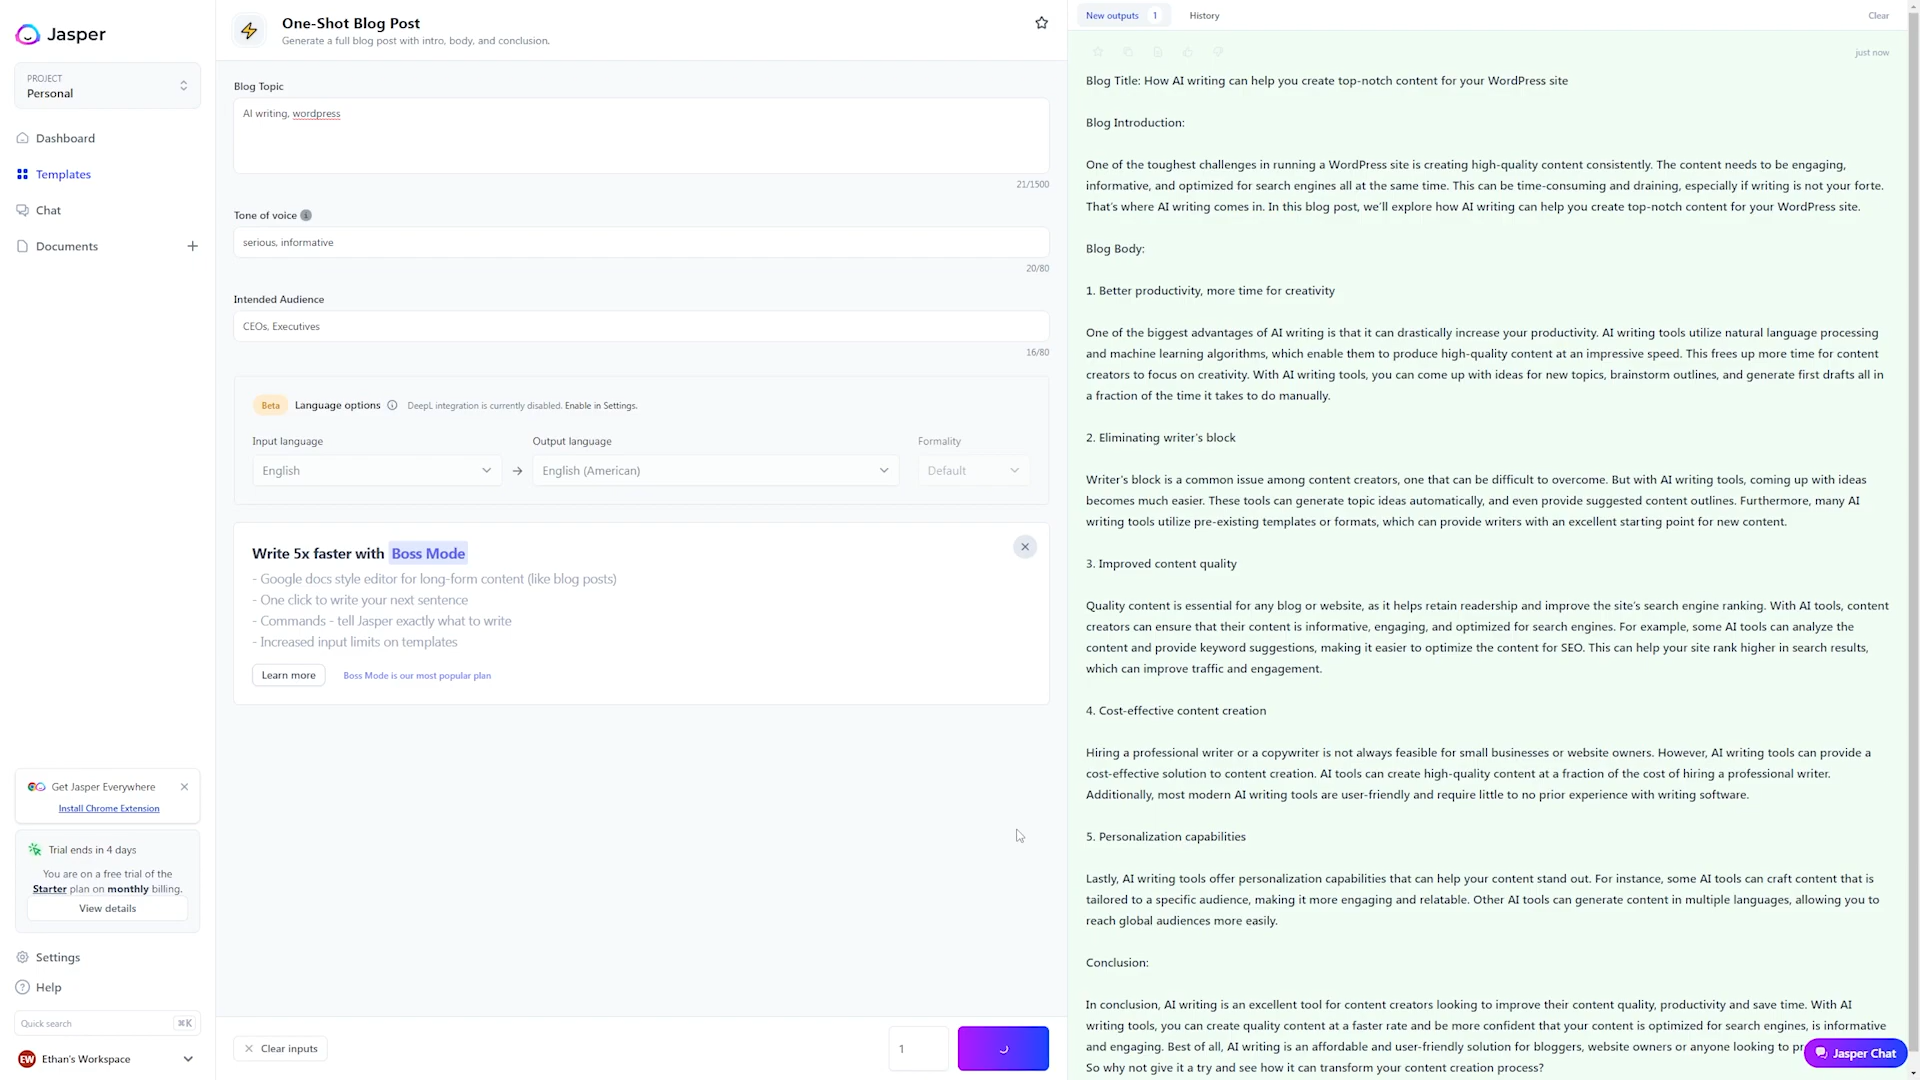 Jasper
PROJECT
Personal
Dashboard
Templates
Chat
Documents
Get Jasper Everywhere
Install Chrome Extension
Trial ends in 4 days
You are on a free trial of the
Starter plan on monthly billing.
View details
Settings
Help
Quick search
⌘K
EW
Ethan's Workspace
One-Shot Blog Post
Generate a full blog post with intro, body, and conclusion.
Blog Topic
AI writing, wordpress
21/1500
Tone of voice
serious, informative
20/80
Intended Audience
CEOs, Executives
16/80
Beta Language options DeepL integration is currently disabled. Enable in Settings.
Input language Output language Formality
English → English (American) Default
Write 5x faster with Boss Mode
- Google docs style editor for long-form content (like blog posts)
- One click to write your next sentence
- Commands - tell Jasper exactly what to write
- Increased input limits on templates
Learn more Boss Mode is our most popular plan
Clear inputs
1
New outputs 1 History Clear
just now
Blog Title: How AI writing can help you create top-notch content for your WordPress site
Blog Introduction:
One of the toughest challenges in running a WordPress site is creating high-quality content consistently. The content needs to be engaging,
informative, and optimized for search engines all at the same time. This can be time-consuming and draining, especially if writing is not your forte.
That's where AI writing comes in. In this blog post, we'll explore how AI writing can help you create top-notch content for your WordPress site.
Blog Body:
1. Better productivity, more time for creativity
One of the biggest advantages of AI writing is that it can drastically increase your productivity. AI writing tools utilize natural language processing
and machine learning algorithms, which enable them to produce high-quality content at an impressive speed. This frees up more time for content
creators to focus on creativity. With AI writing tools, you can come up with ideas for new topics, brainstorm outlines, and generate first drafts all in
a fraction of the time it takes to do manually.
2. Eliminating writer's block
Writer's block is a common issue among content creators, one that can be difficult to overcome. But with AI writing tools, coming up with ideas
becomes much easier. These tools can generate topic ideas automatically, and even provide suggested content outlines. Furthermore, many AI
writing tools utilize pre-existing templates or formats, which can provide writers with an excellent starting point for new content.
3. Improved content quality
Quality content is essential for any blog or website, as it helps retain readership and improve the site's search engine ranking. With AI tools, content
creators can ensure that their content is informative, engaging, and optimized for search engines. For example, some AI tools can analyze the
content and provide keyword suggestions, making it easier to optimize the content for SEO. This can help your site rank higher in search results,
which can improve traffic and engagement.
4. Cost-effective content creation
Hiring a professional writer or a copywriter is not always feasible for small businesses or website owners. However, AI writing tools can provide a
cost-effective solution to content creation. AI tools can create high-quality content at a fraction of the cost of hiring a professional writer.
Additionally, most modern AI writing tools are user-friendly and require little to no prior experience with writing software.
5. Personalization capabilities
Lastly, AI writing tools offer personalization capabilities that can help your content stand out. For instance, some AI tools can craft content that is
tailored to a specific audience, making it more engaging and relatable. Other AI tools can generate content in multiple languages, allowing you to
reach global audiences more easily.
Conclusion:
In conclusion, AI writing is an excellent tool for content creators looking to improve their content quality, productivity and save time. With AI
writing tools, you can create quality content at a faster rate and be more confident that your content is optimized for search engines, is informative
and engaging. Best of all, AI writing is an affordable and user-friendly solution for bloggers, website owners or anyone looking to
So why not give it a try and see how it can transform your content creation process?
Jasper Chat